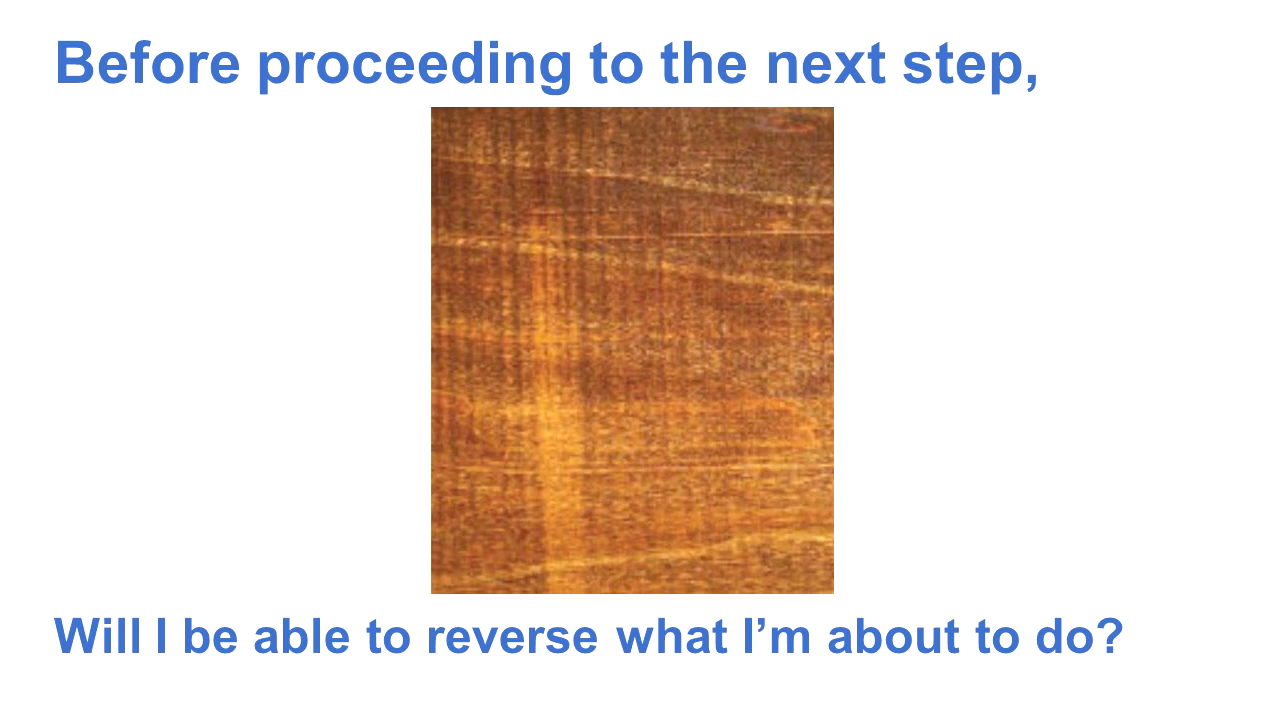 Before proceeding to the next step,
Will I be able to reverse what I’m about to do?